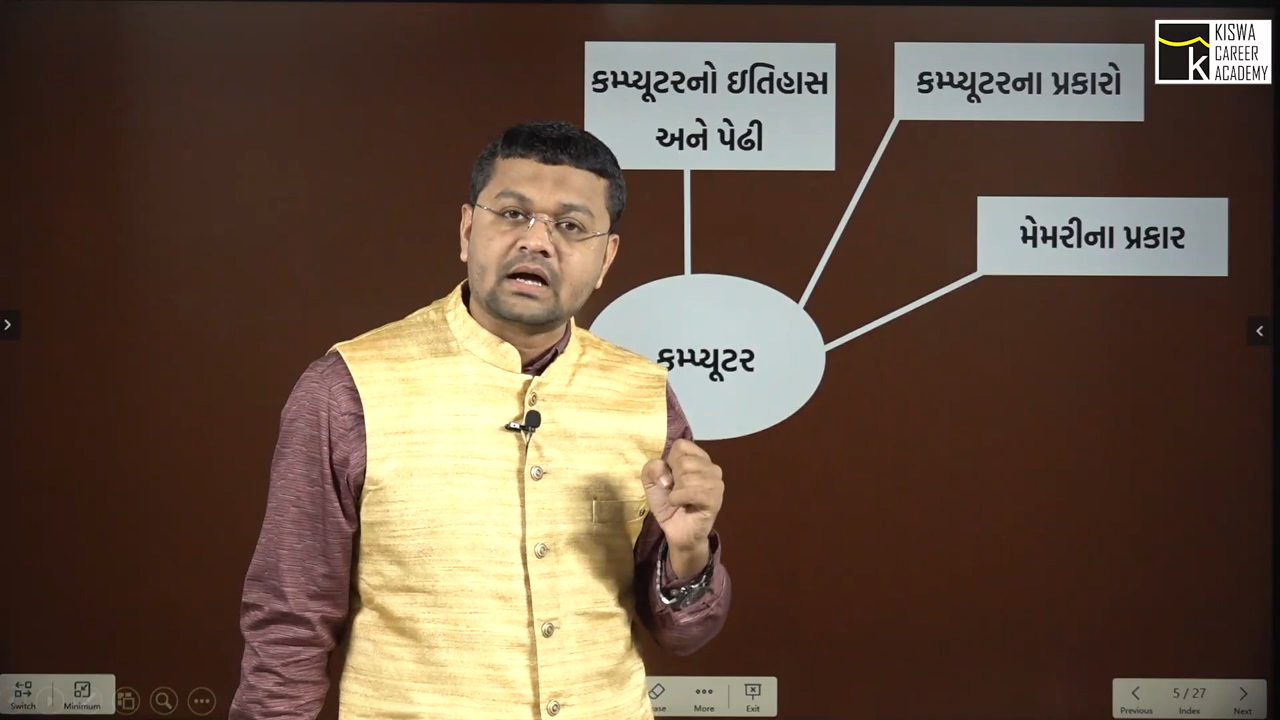 KISWA
CAREER
ACADEMY
કમ્પ્યૂટરનો ઇતિહાસ
અને પેઢી
કમ્પ્યૂટરના પ્રકારો
મેમરીના પ્રકાર
કમ્પ્યૂટર
Switch
Minimum
More
Exit
5 / 27
Previous
Index
Next